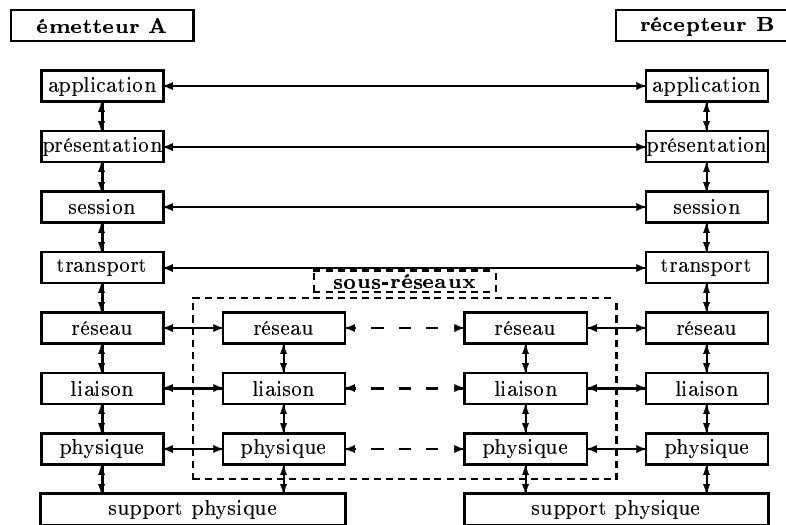 émetteur A récepteur B
application application
présentation présentation
session session
transport transport
sous-réseaux
réseau réseau réseau réseau
liaison liaison liaison liaison
physique physique physique physique
support physique support physique